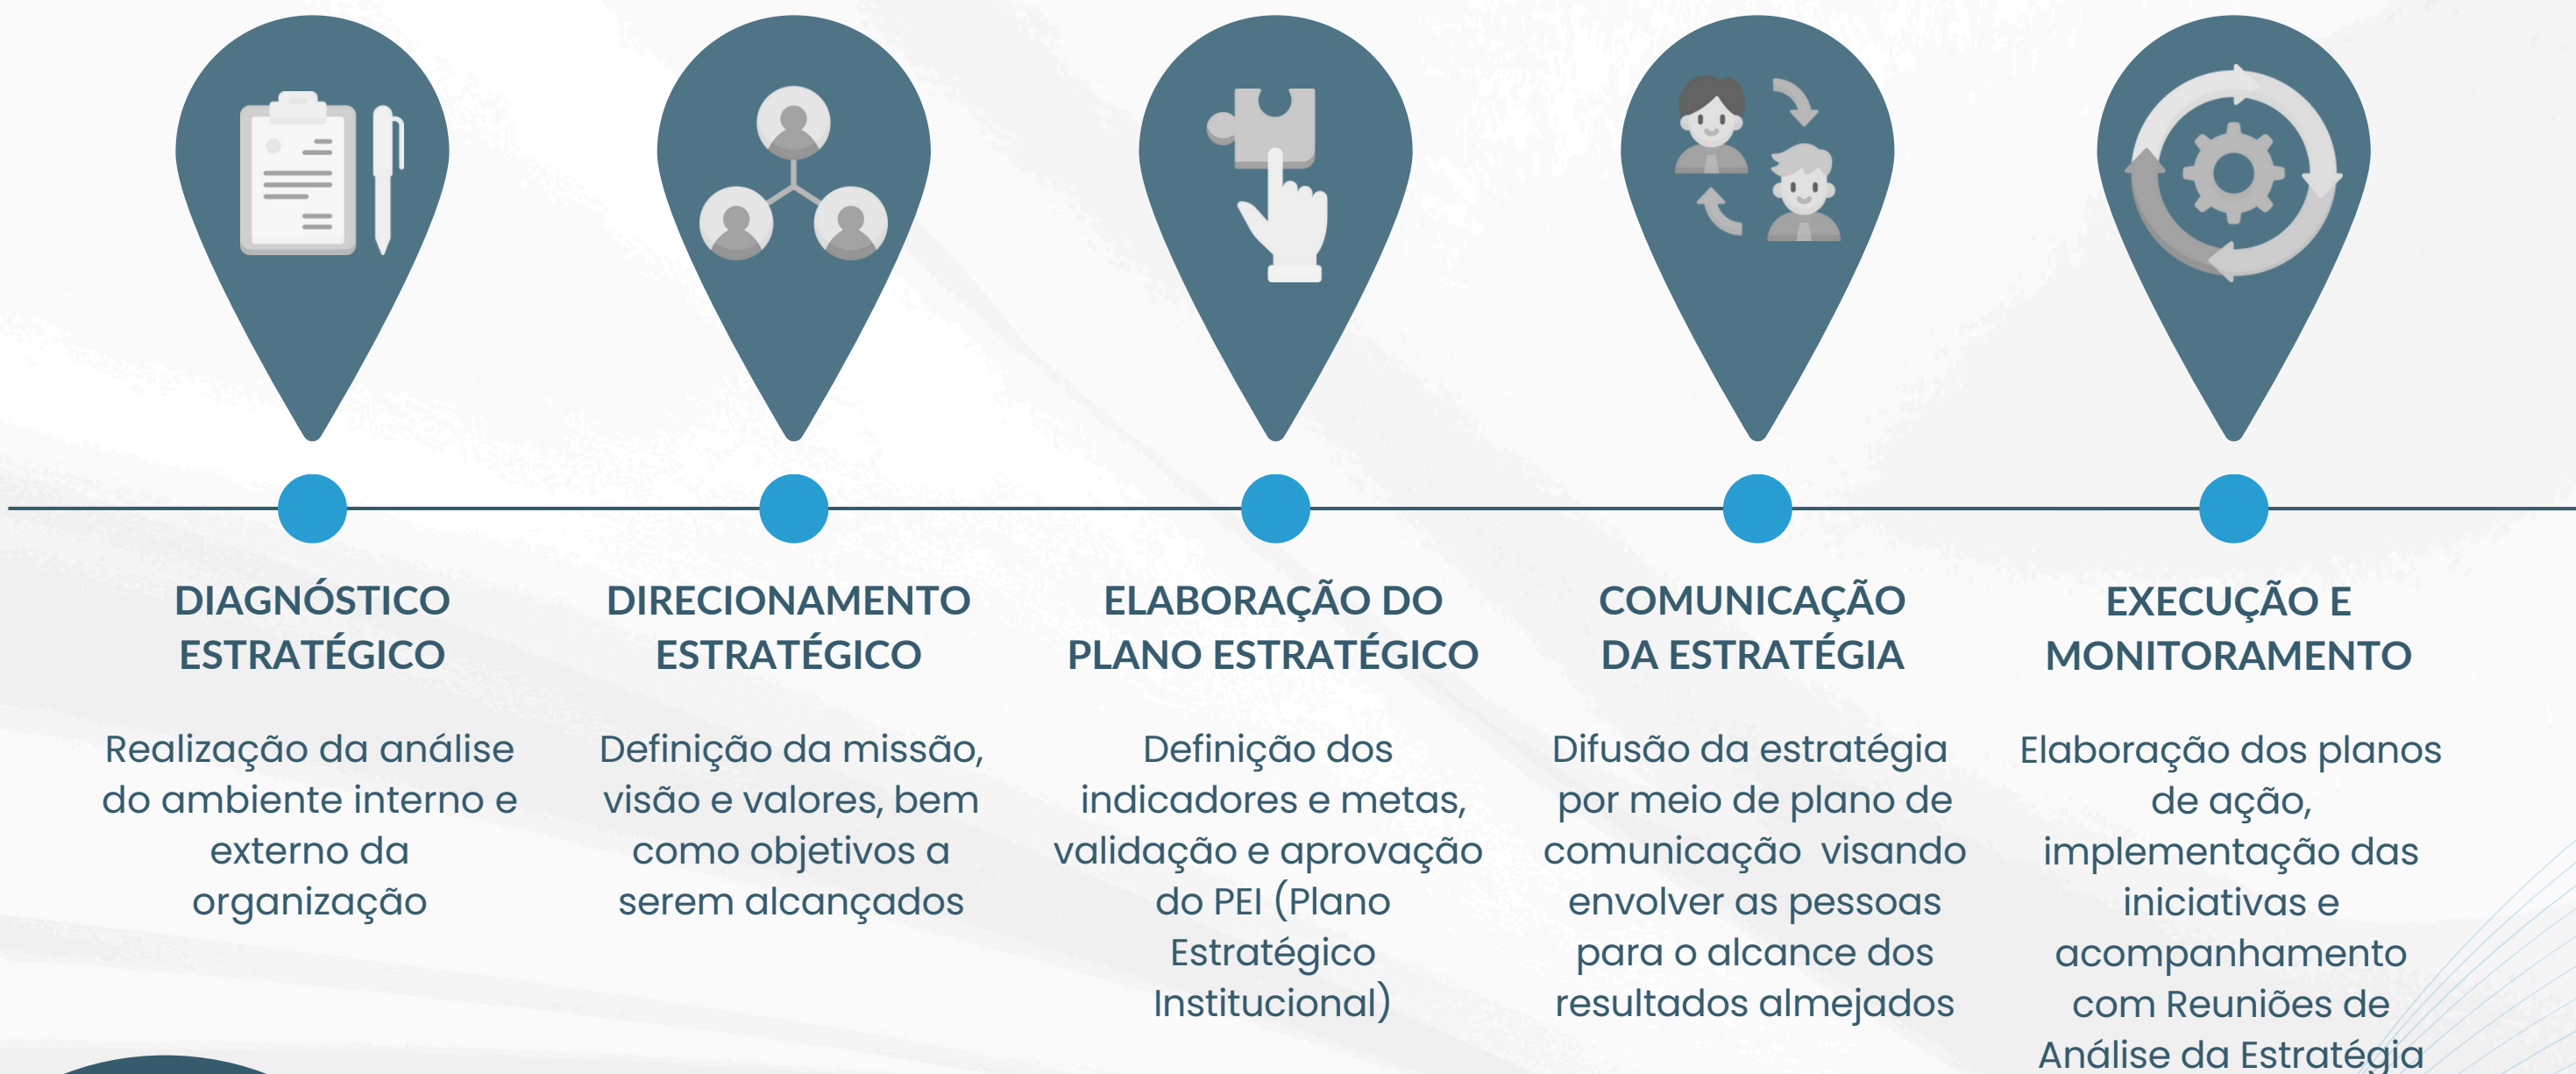 DIAGNÓSTICO
ESTRATÉGICO
Realização da análise
do ambiente interno e
externo da
organização
DIRECIONAMENTO
ESTRATÉGICO
Definição da missão,
visão e valores, bem
como objetivos a
serem alcançados
ELABORAÇÃO DO
PLANO ESTRATÉGICO
Definição dos
indicadores e metas,
validação e aprovação
do PEI (Plano
Estratégico
Institucional)
COMUNICAÇÃO
DA ESTRATÉGIA
Difusão da estratégia
por meio de plano de
comunicação  visando
envolver as pessoas
para o alcance dos
resultados almejados
EXECUÇÃO E
MONITORAMENTO
Elaboração dos planos
de ação,
implementação das
iniciativas e
acompanhamento
com Reuniões de
Análise da Estratégia